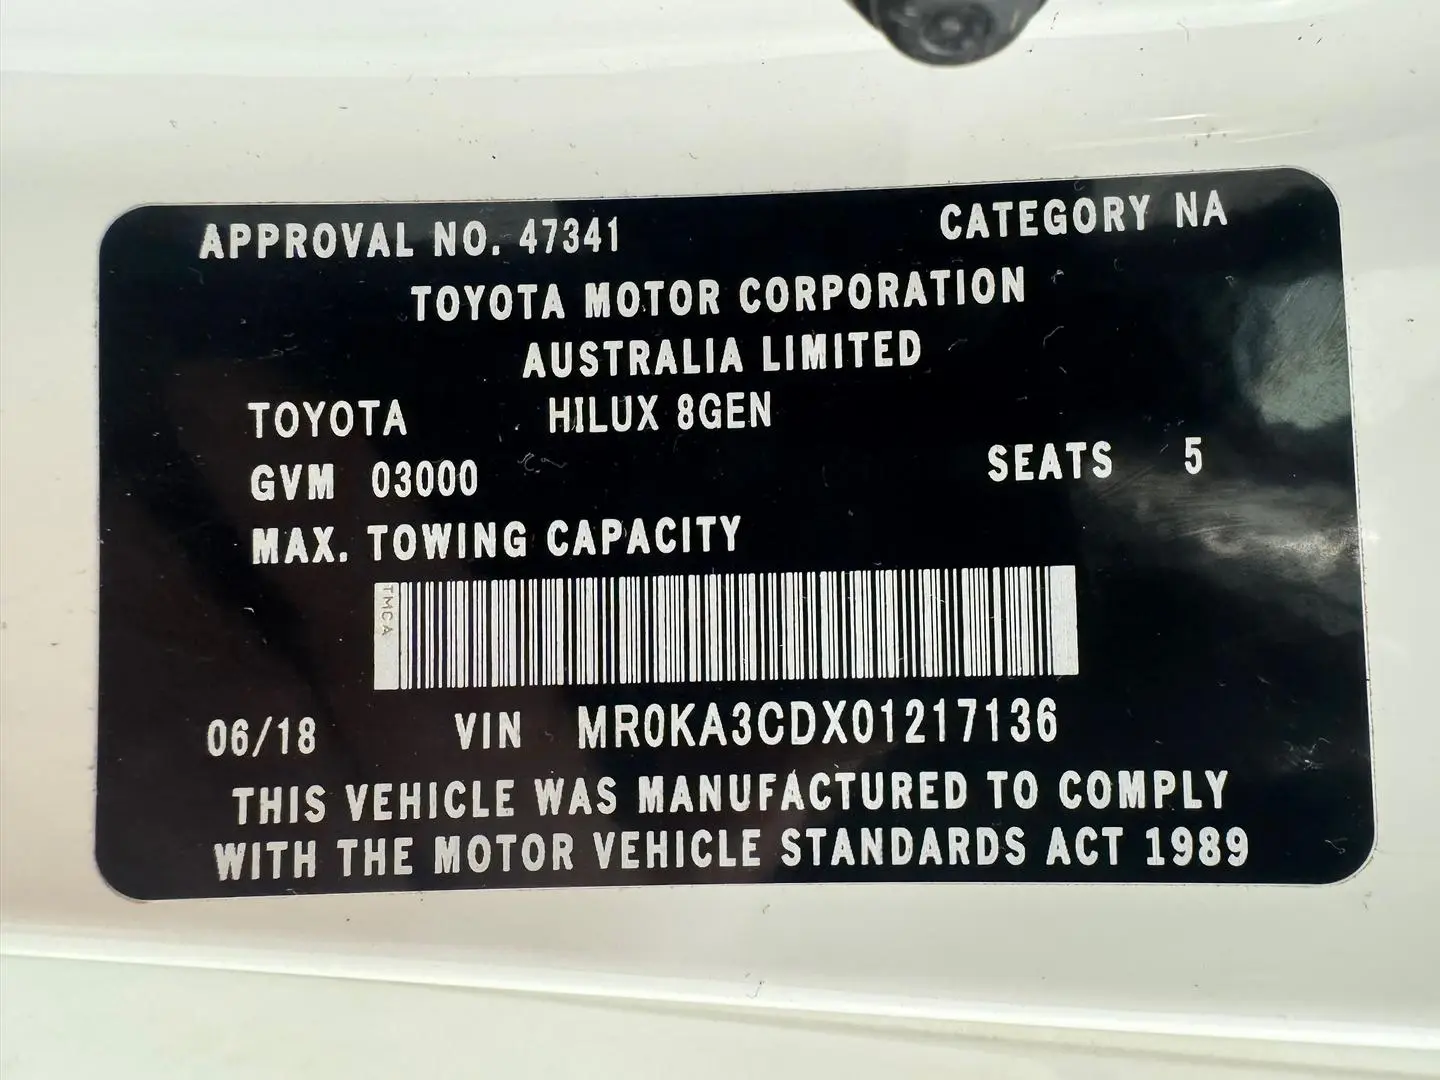 APPROVAL NO. 47341 CATEGORY NA
TOYOTA MOTOR CORPORATION
AUSTRALIA LIMITED
TOYOTA HILUX 8GEN
GVM 03000 SEATS 5
MAX. TOWING CAPACITY
TMCA
06/18 VIN MR0KA3CDX01217136
THIS VEHICLE WAS MANUFACTURED TO COMPLY
WITH THE MOTOR VEHICLE STANDARDS ACT 1989